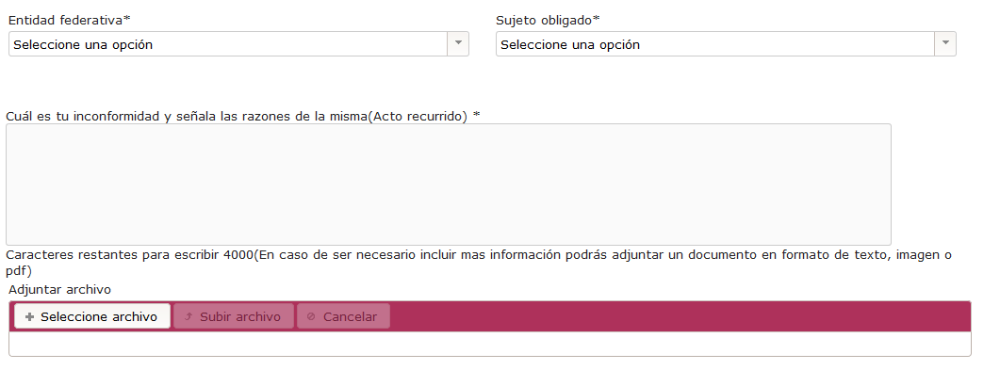 Entidad federativa*
Sujeto obligado*
Seleccione una opción
Seleccione una opción
Cuál es tu inconformidad y señala las razones de la misma(Acto recurrido) *
Caracteres restantes para escribir 4000(En caso de ser necesario incluir mas información podrás adjuntar un documento en formato de texto, imagen o
pdf)
Adjuntar archivo
Seleccione archivo
Subir archivo
Cancelar